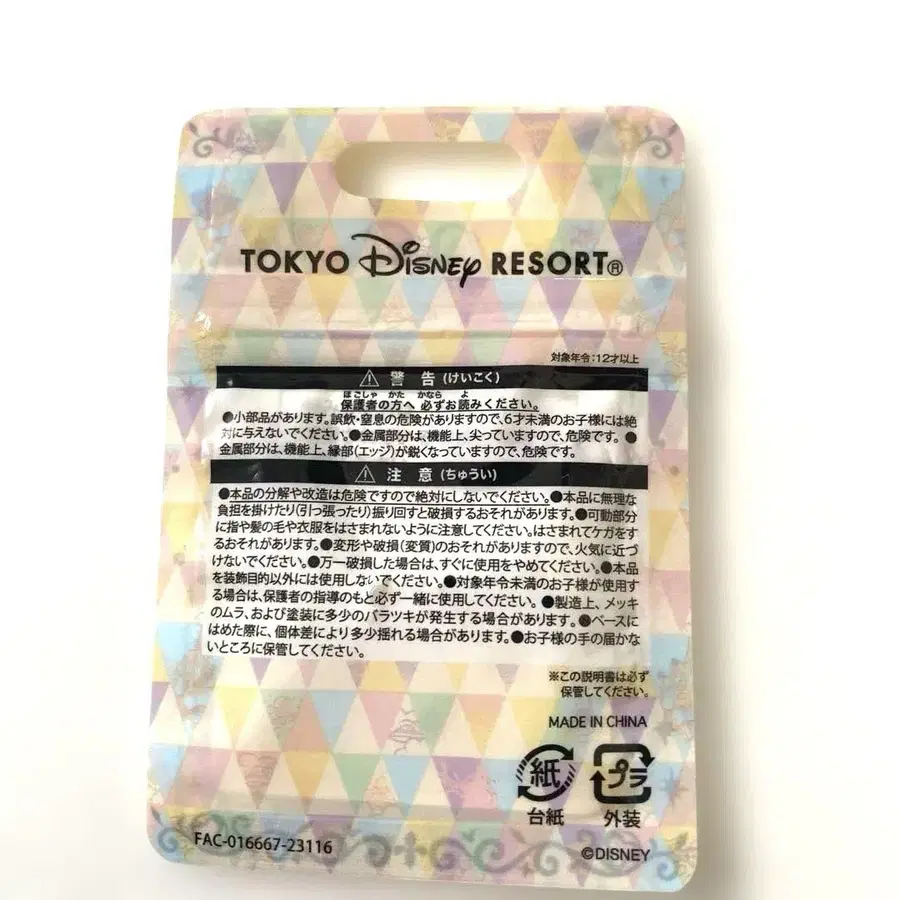 TOKYO Disney RESORT®
対象年令:12才以上
⚠ 警 告 (けいこく)
ほごしゃ かた かなら よ
保護者の方へ 必ずお読みください。
●小部品があります。誤飲・窒息の危険がありますので、6才未満のお子様には絶
対に与えないでください。●金属部分は、機能上、尖っていますので、危険です。●
金属部分は、機能上、縁部(エッジ)が鋭くなっていますので、危険です。
⚠ 注 意 (ちゅうい)
●本品の分解や改造は危険ですので絶対にしないでください。●本品に無理な
負担を掛けたり(引っ張ったり)振り回すと破損するおそれがあります。●可動部分
に指や髪の毛や衣服をはさまれないように注意してください。はさまれてケガをす
るおそれがあります。●変形や破損(変質)のおそれがありますので、火気に近づ
けないでください。●万一破損した場合は、すぐに使用をやめてください。●本品
を装飾目的以外には使用しないでください。●対象年令未満のお子様が使用す
る場合は、保護者の指導のもと必ず一緒に使用してください。●製造上、メッキ
のムラ、および塗装に多少のバラツキが発生する場合があります。●ベースに
はめた際に、個体差により多少揺れる場合があります。●お子様の手の届かな
いところに保管してください。
※この説明書は必ず
保管してください。
MADE IN CHINA
紙 プラ
台紙 外装
FAC-016667-23116
©DISNEY